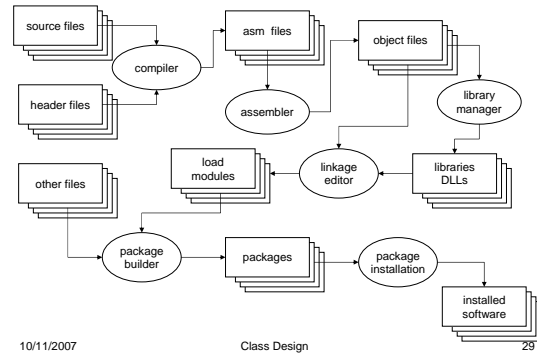 source files
asm files
object files
compiler
header files
assembler
library
manager
other files
load
modules
linkage
editor
libraries
DLLs
package
builder
packages
package
installation
installed
software
10/11/2007
Class Design
29